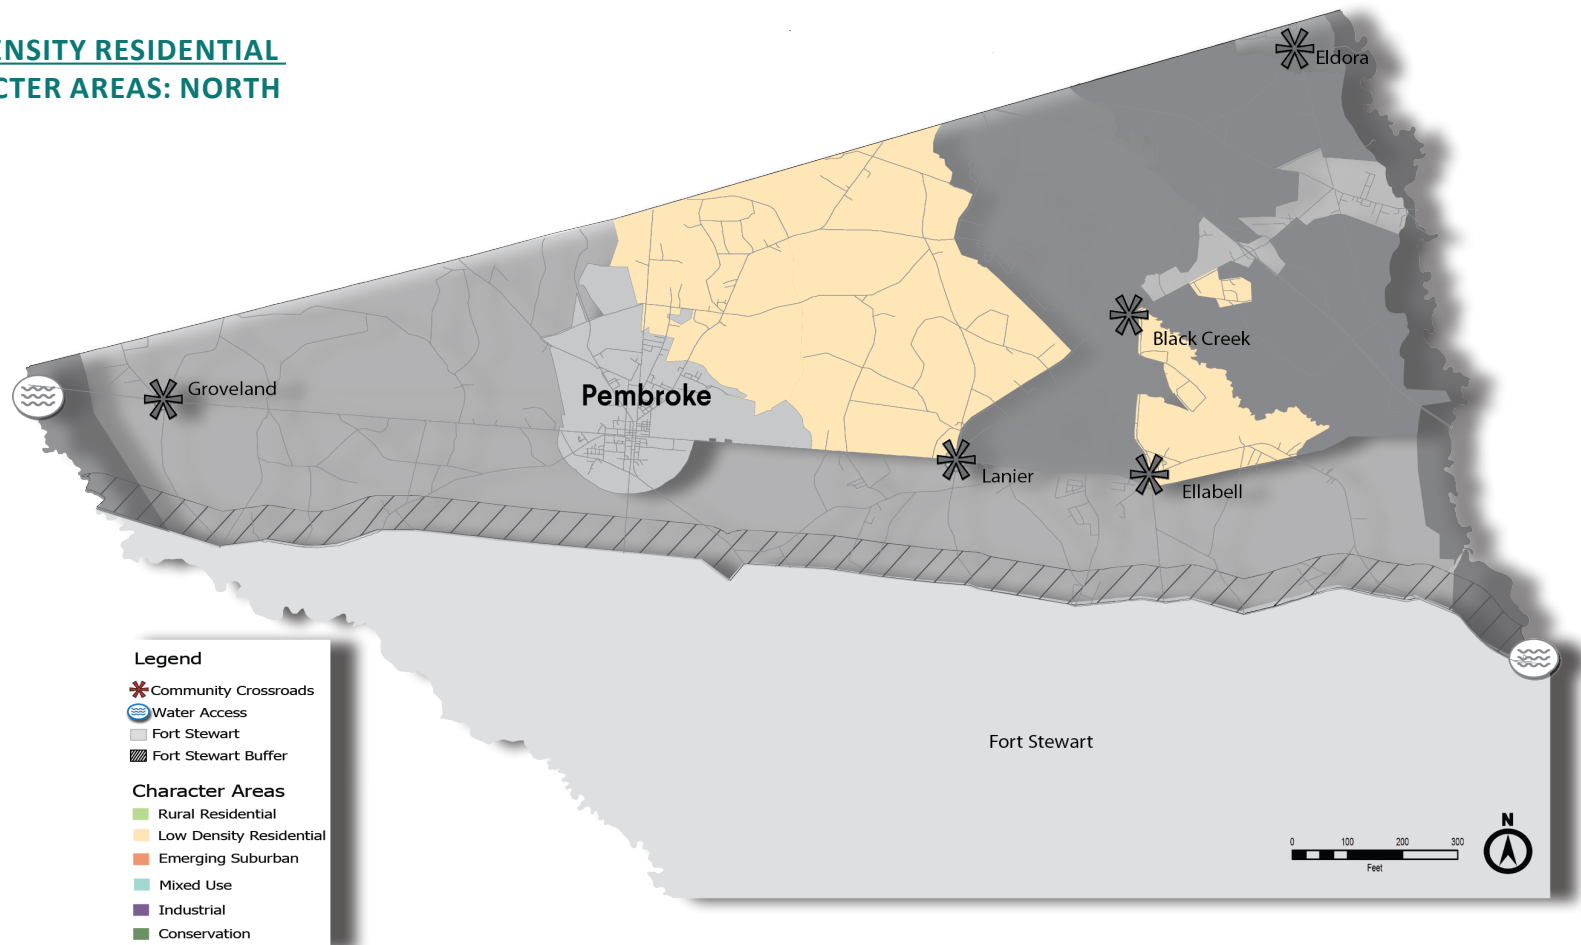 ENSITY RESIDENTIAL
CTER AREAS: NORTH
Eldora
Black Creek
Groveland
Pembroke
Lanier
Ellabell
Fort Stewart
Legend
Community Crossroads
Water Access
Fort Stewart
Fort Stewart Buffer
Character Areas
Rural Residential
Low Density Residential
Emerging Suburban
Mixed Use
Industrial
Conservation
0 100 200 300
Feet
N